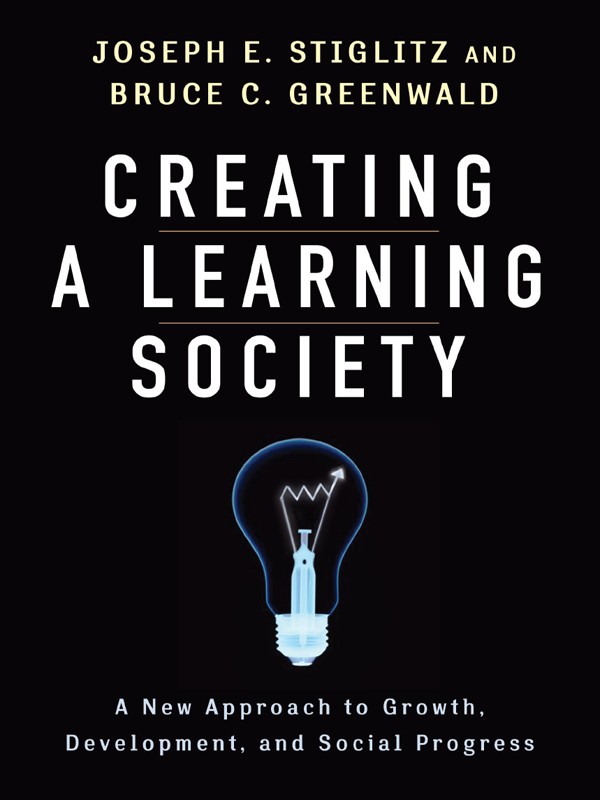 JOSEPH E. STIGLITZ AND
BRUCE C. GREENWALD
CREATING
A LEARNING
SOCIETY
A New Approach to Growth,
Development, and Social Progress